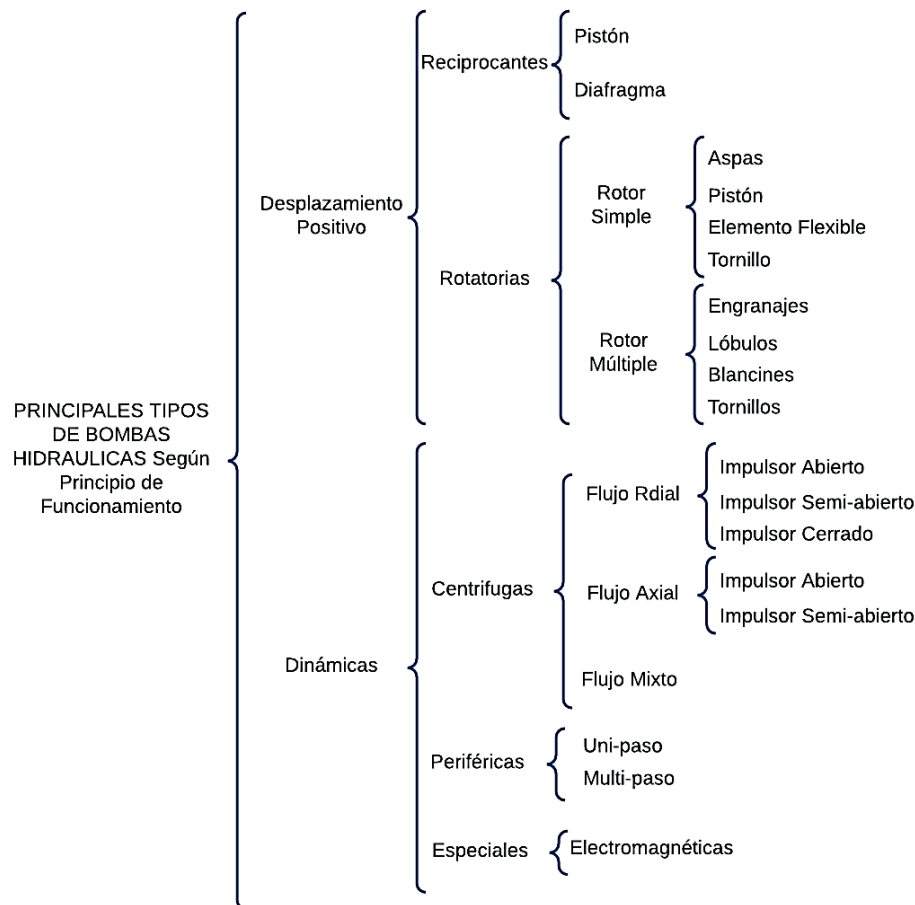 PRINCIPALES TIPOS
DE BOMBAS
HIDRAULICAS Según
Principio de
Funcionamiento
Desplazamiento
Positivo
Reciprocantes
Pistón
Diafragma
Rotatorias
Rotor
Simple
Aspas
Pistón
Elemento Flexible
Tornillo
Rotor
Múltiple
Engranajes
Lóbulos
Blancines
Tornillos
Dinámicas
Centrifugas
Flujo Rdial
Impulsor Abierto
Impulsor Semi-abierto
Impulsor Cerrado
Flujo Axial
Impulsor Abierto
Impulsor Semi-abierto
Flujo Mixto
Periféricas
Uni-paso
Multi-paso
Especiales
Electromagnéticas